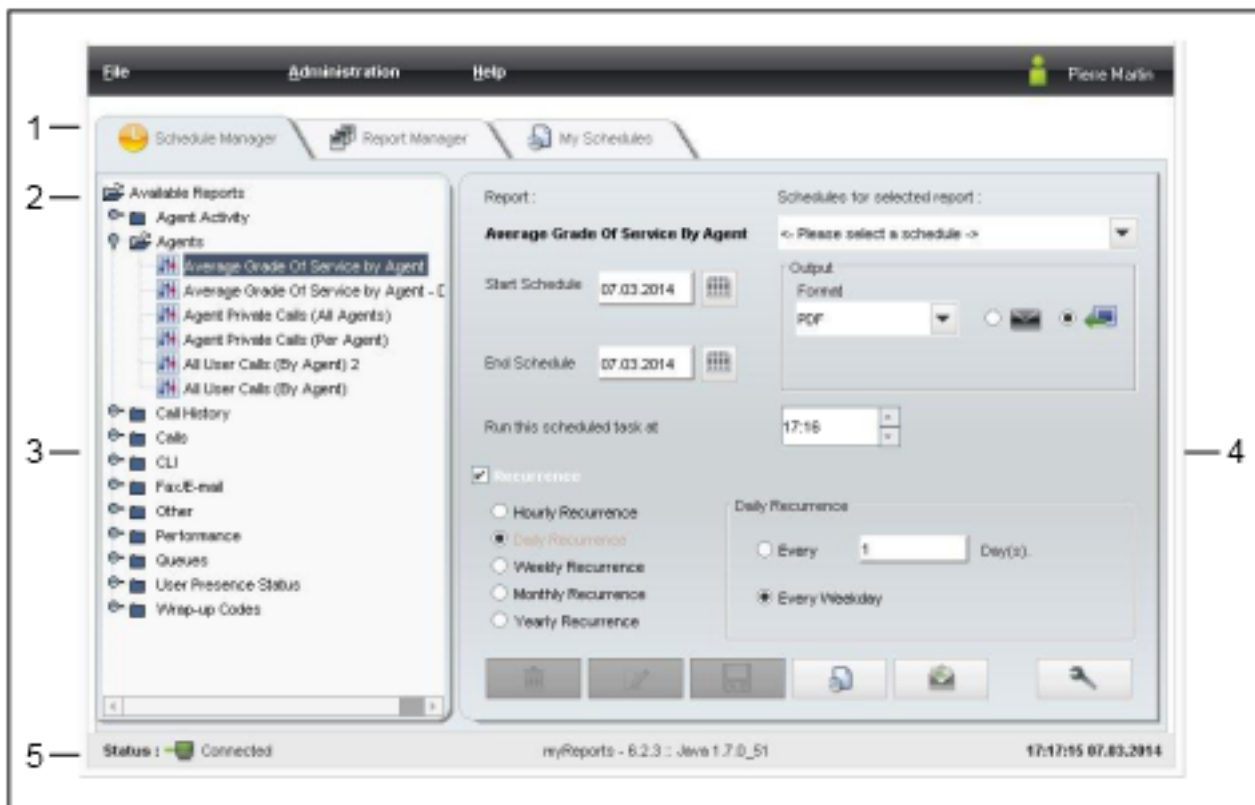 File Administration Help Pierre Martin
1 Schedule Manager Report Manager My Schedules
2 Available Reports
Agent Activity
Agents
Average Grade Of Service by Agent
Average Grade Of Service by Agent - D
Agent Private Calls (All Agents)
Agent Private Calls (Per Agent)
All User Calls (By Agent) 2
All User Calls (By Agent)
Call History
Calls
3 CLI
Fax/E-mail
Other
Performance
Queues
User Presence Status
Wrap-up Codes
Report :
Average Grade Of Service By Agent
Schedules for selected report :
<- Please select a schedule ->
Start Schedule 07.03.2014
Output
Format
PDF
End Schedule 07.03.2014
Run this scheduled task at 17:16
4
Recurrence
Hourly Recurrence
Daily Recurrence
Weekly Recurrence
Monthly Recurrence
Yearly Recurrence
Daily Recurrence
Every 1 Day(s).
Every Weekday
5 Status : Connected myReports - 6.2.3 :: Java 1.7.0_51 17:17:15 07.03.2014